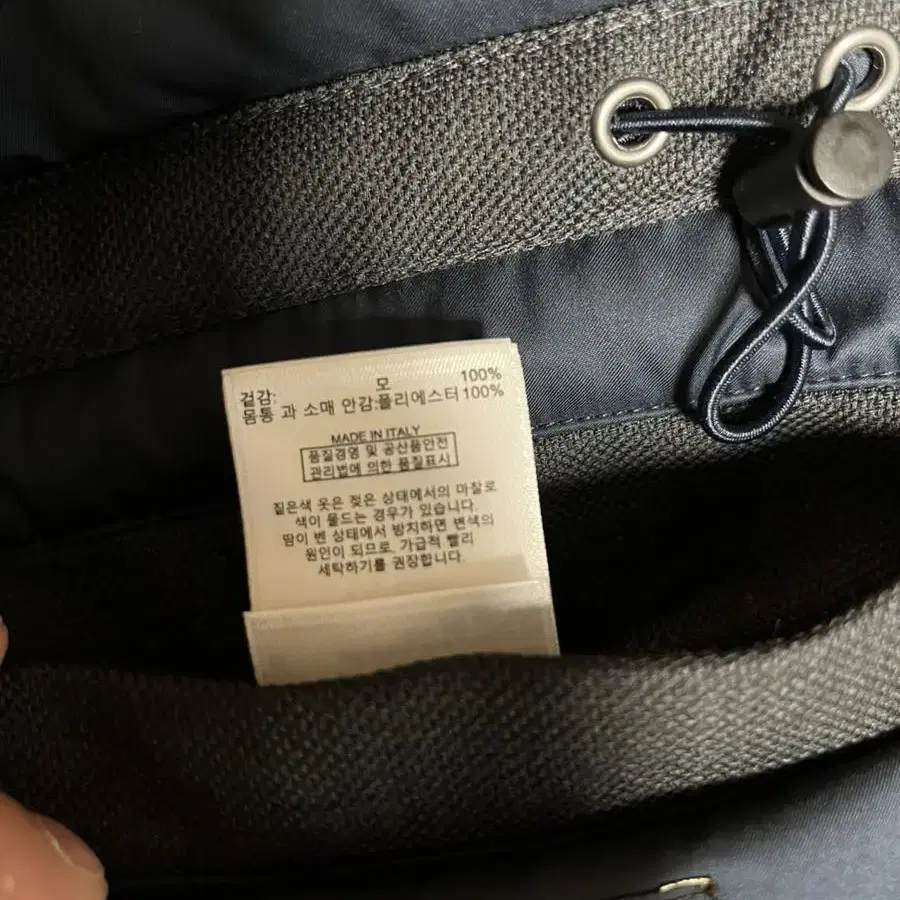 겉감: 모 100%
몸통 과 소매 안감:폴리에스터 100%
MADE IN ITALY
품질경영 및 공산품안전
관리법에 의한 품질표시
짙은색 옷은 젖은 상태에서의 마찰로
색이 물드는 경우가 있습니다.
땀이 벤 상태에서 방치하면 변색의
원인이 되므로, 가급적 빨리
세탁하기를 권장합니다.